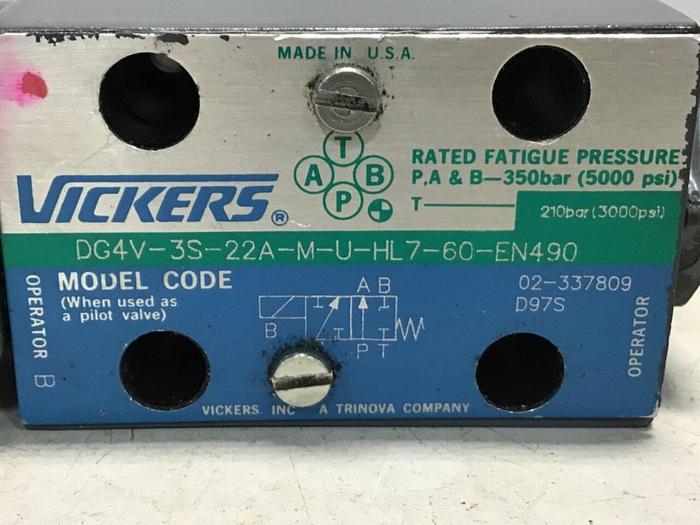 MADE IN U.S.A.
T
A B
P
RATED FATIGUE PRESSURE
P,A & B—350bar (5000 psi)
T— 210bar (3000psi)
VICKERS®
DG4V-3S-22A-M-U-HL7-60-EN490
OPERATOR B
MODEL CODE
(When used as
a pilot valve)
A B
B
P T
02-337809
D97S
OPERATOR
VICKERS, INC A TRINOVA COMPANY